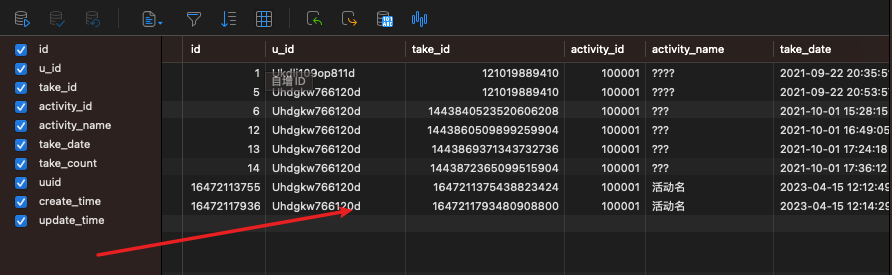 id
u_id
take_id
activity_id
activity_name
take_date
take_count
uuid
create_time
update_time
id u_id take_id activity_id activity_name take_date
1 Ukdli109op811d 121019889410 100001 ???? 2021-09-22 20:35:5
自增 ID
5 Uhdgkw766120d 121019889410 100001 ???? 2021-09-22 20:53:5
6 Uhdgkw766120d 1443840523520606208 100001 ??? 2021-10-01 15:28:15
12 Uhdgkw766120d 1443860509899259904 100001 ??? 2021-10-01 16:49:05
13 Uhdgkw766120d 1443869371343732736 100001 ??? 2021-10-01 17:24:18
14 Uhdgkw766120d 1443872365099515904 100001 ??? 2021-10-01 17:36:12
16472113755 Uhdgkw766120d 1647211375438823424 100001 活动名 2023-04-15 12:12:49
16472117936 Uhdgkw766120d 1647211793480908800 100001 活动名 2023-04-15 12:14:29